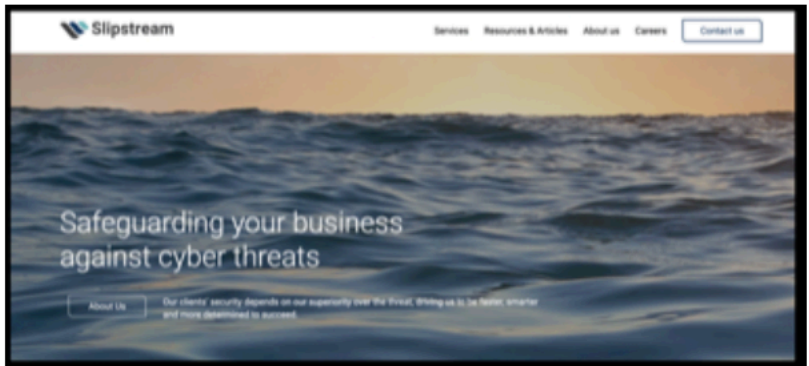 Slipstream
Services Resources & Articles About us Careers Contact us
Safeguarding your business
against cyber threats
About Us
Our clients' security depends on our superiority over the threat, driving us to be faster, smarter
and more determined to succeed.